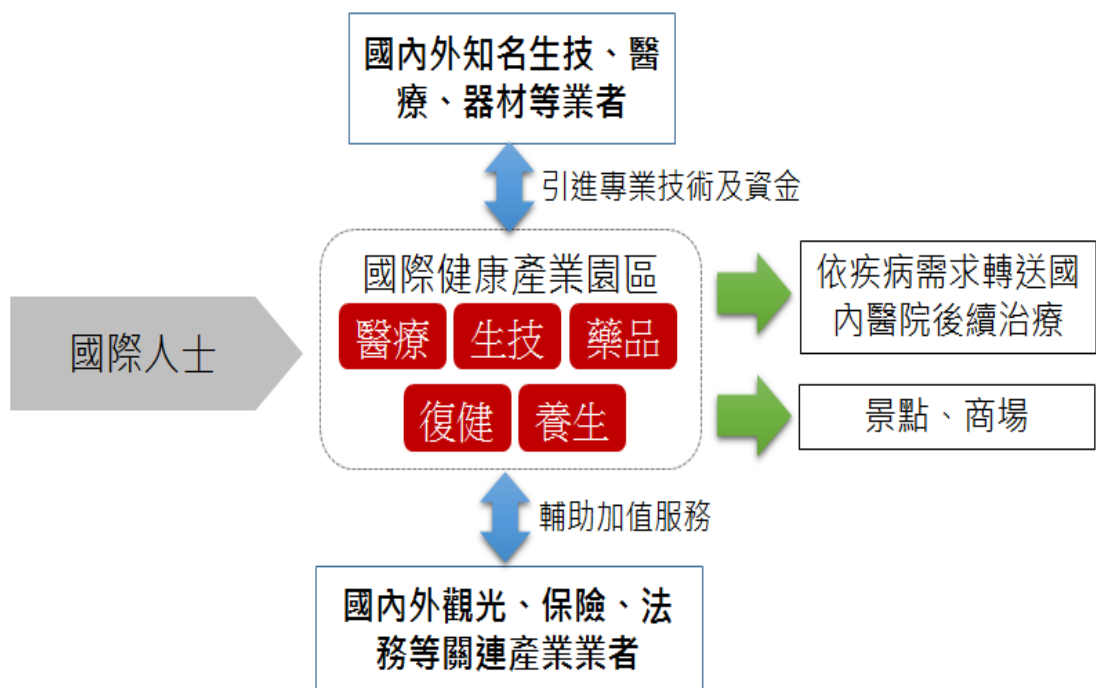 國內外知名生技、醫
療、器材等業者
引進專業技術及資金
國際健康產業園區
醫療 生技 藥品
復健 養生
國際人士
依疾病需求轉送國
內醫院後續治療
景點、商場
輔助加值服務
國內外觀光、保險、法
務等關連產業業者